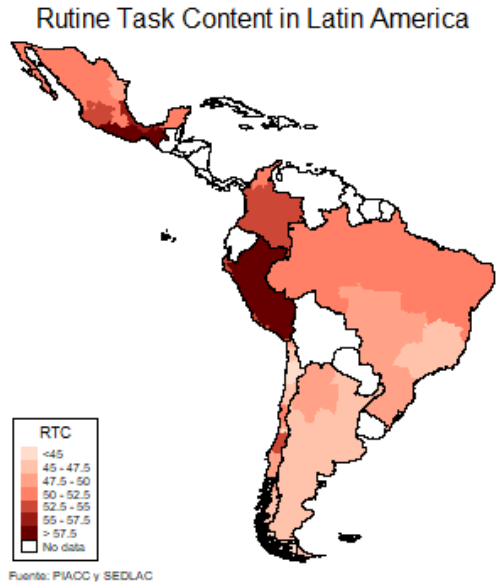 Rutine Task Content in Latin America
RTC
<45
45 - 47.5
47.5 - 50
50 - 52.5
52.5 - 55
55 - 57.5
> 57.5
No data
Fuente: PIACC y SEDLAC